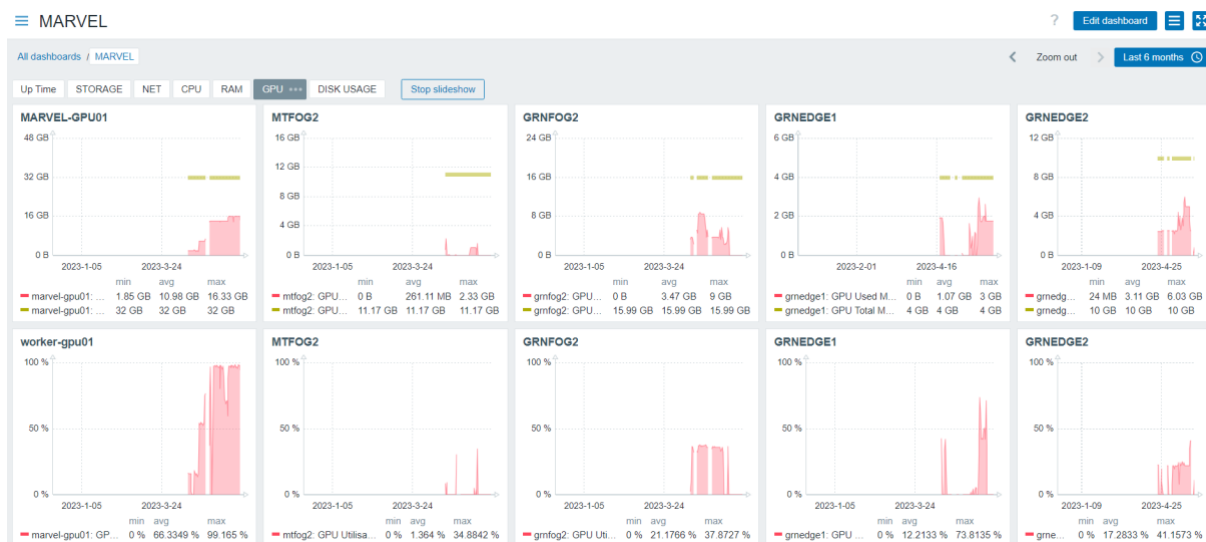 MARVEL
? Edit dashboard
All dashboards / MARVEL
Zoom out Last 6 months
Up Time STORAGE NET CPU RAM GPU ••• DISK USAGE Stop slideshow
MARVEL-GPU01
48 GB
32 GB
16 GB
0 B
2023-1-05 2023-3-24
min avg max
marvel-gpu01: ... 1.85 GB 10.98 GB 16.33 GB
marvel-gpu01: ... 32 GB 32 GB 32 GB
MTFOG2
16 GB
12 GB
8 GB
4 GB
0 B
2023-1-05 2023-3-24
min avg max
mtfog2: GPU... 0 B 261.11 MB 2.33 GB
mtfog2: GPU... 11.17 GB 11.17 GB 11.17 GB
GRNFOG2
24 GB
16 GB
8 GB
0 B
2023-1-05 2023-3-24
min avg max
grnfog2: GPU... 0 B 3.47 GB 9 GB
grnfog2: GPU... 15.99 GB 15.99 GB 15.99 GB
GRNEDGE1
6 GB
4 GB
2 GB
0 B
2023-2-01 2023-4-16
min avg max
grnedge1: GPU Used M... 0 B 1.07 GB 3 GB
grnedge1: GPU Total M... 4 GB 4 GB 4 GB
GRNEDGE2
12 GB
8 GB
4 GB
0 B
2023-1-09 2023-4-25
min avg max
grnedg... 24 MB 3.11 GB 6.03 GB
grnedg... 10 GB 10 GB 10 GB
worker-gpu01
100 %
50 %
0 %
2023-1-05 2023-3-24
min avg max
marvel-gpu01: GP... 0 % 66.3349 % 99.165 %
MTFOG2
100 %
50 %
0 %
2023-1-05 2023-3-24
min avg max
mtfog2: GPU Utilisa... 0 % 1.364 % 34.8842 %
GRNFOG2
100 %
50 %
0 %
2023-1-05 2023-3-24
min avg max
grnfog2: GPU Uti... 0 % 21.1766 % 37.8727 %
GRNEDGE1
100 %
50 %
0 %
2023-2-01 2023-4-16
min avg max
grnedge1: GPU ... 0 % 12.2133 % 73.8135 %
GRNEDGE2
100 %
50 %
0 %
2023-1-09 2023-4-25
min avg max
grne... 0 % 17.2833 % 41.1573 %